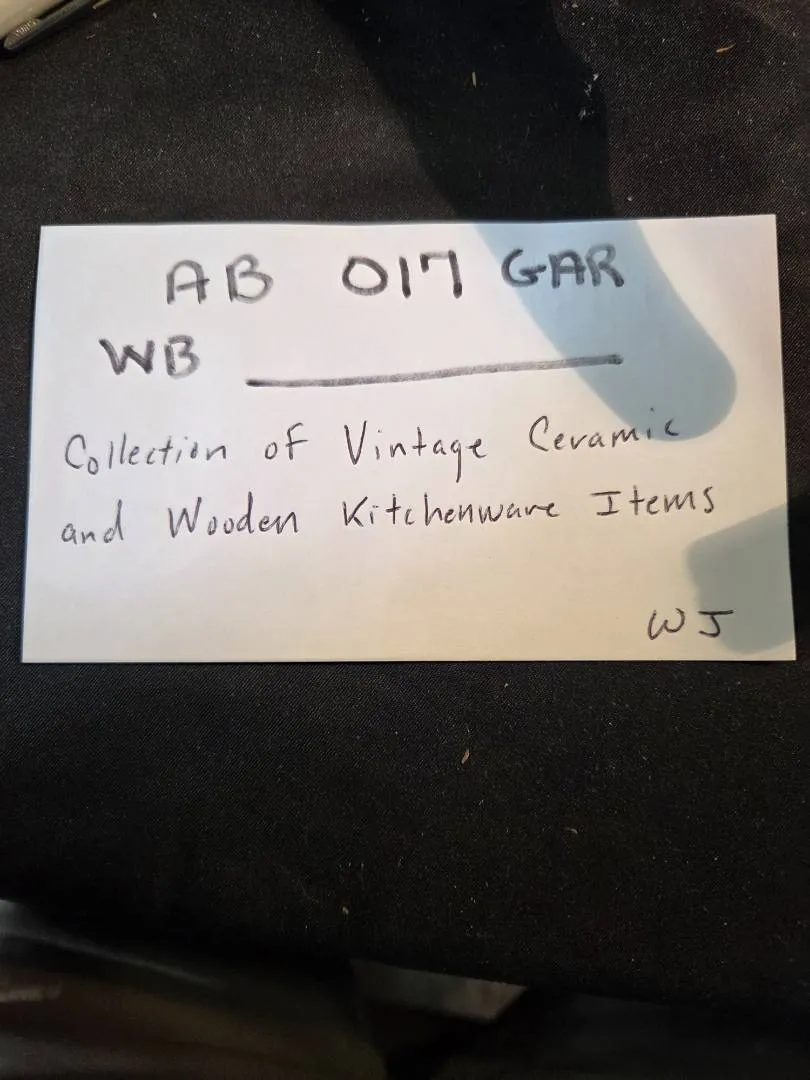 AB 017 GAR
WB
Collection of Vintage Ceramic
and Wooden Kitchenware Items
WJ